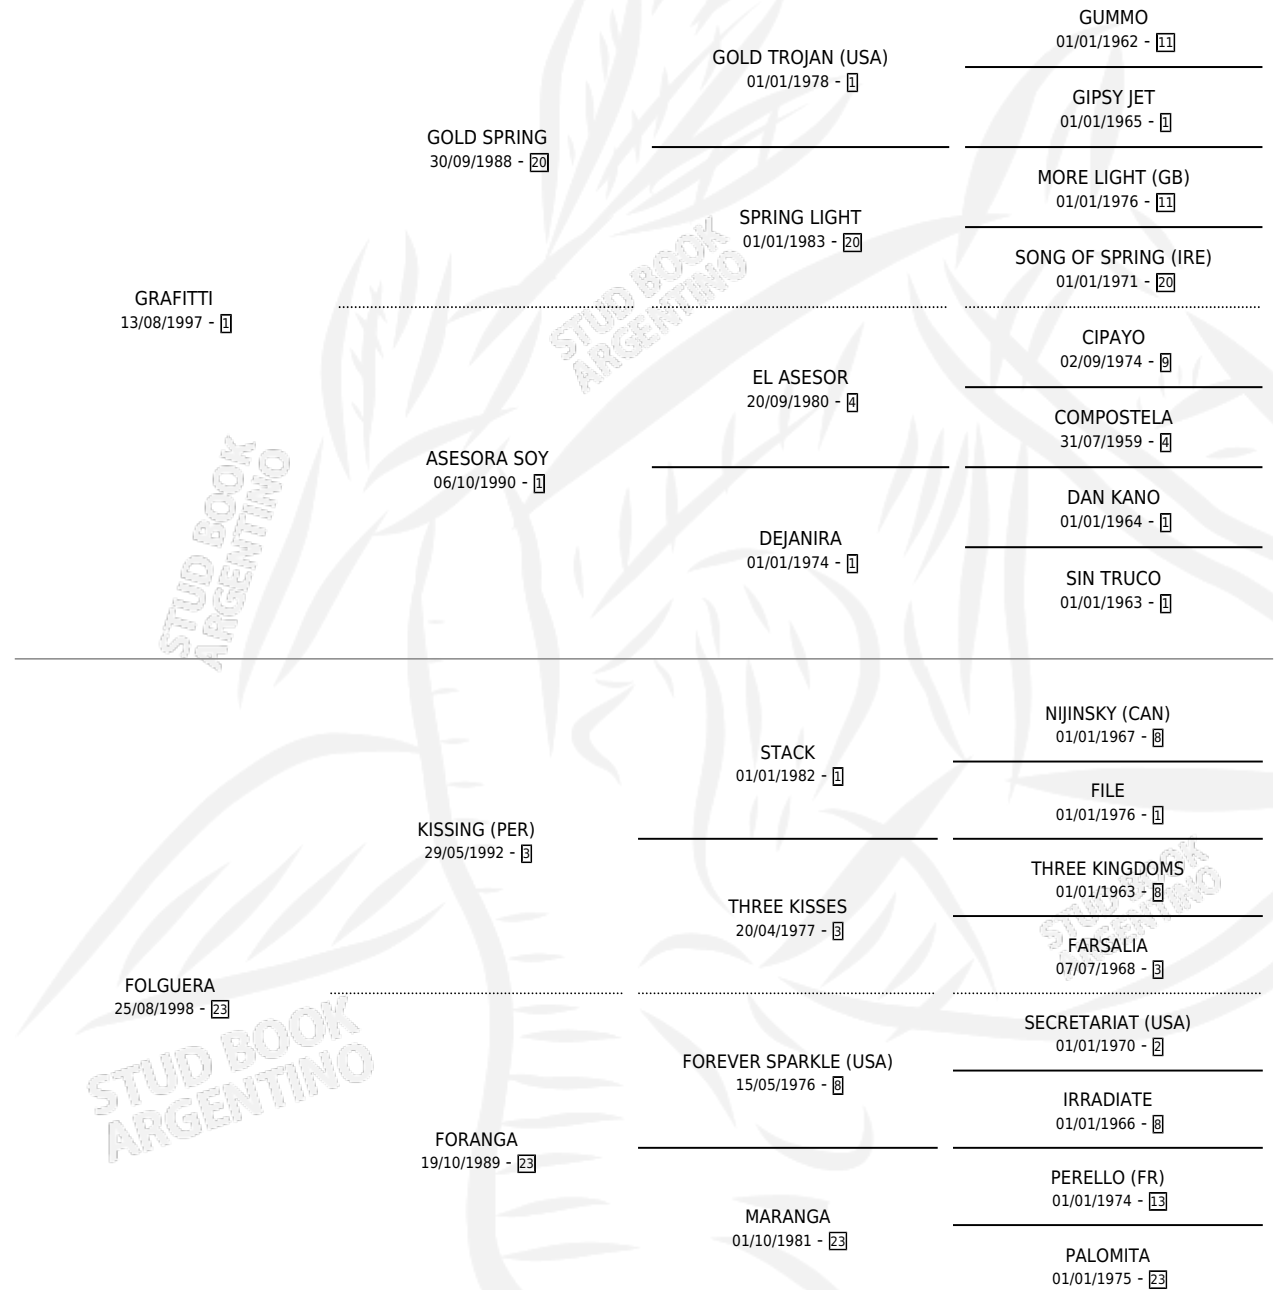 GUMMO
01/01/1962 - 11
GOLD TROJAN (USA)
01/01/1978 - 1
GIPSY JET
01/01/1965 - 1
GOLD SPRING
30/09/1988 - 20
MORE LIGHT (GB)
01/01/1976 - 11
SPRING LIGHT
01/01/1983 - 20
SONG OF SPRING (IRE)
01/01/1971 - 20
GRAFITTI
13/08/1997 - 1
CIPAYO
02/09/1974 - 9
EL ASESOR
20/09/1980 - 4
COMPOSTELA
31/07/1959 - 4
ASESORA SOY
06/10/1990 - 1
DAN KANO
01/01/1964 - 1
DEJANIRA
01/01/1974 - 1
SIN TRUCO
01/01/1963 - 1
NIJINSKY (CAN)
01/01/1967 - 8
STACK
01/01/1982 - 1
FILE
01/01/1976 - 1
KISSING (PER)
29/05/1992 - 3
THREE KINGDOMS
01/01/1963 - 8
THREE KISSES
20/04/1977 - 3
FARSALIA
07/07/1968 - 3
FOLGUERA
25/08/1998 - 23
SECRETARIAT (USA)
01/01/1970 - 2
FOREVER SPARKLE (USA)
15/05/1976 - 8
IRRADIATE
01/01/1966 - 8
FORANGA
19/10/1989 - 23
PERELLO (FR)
01/01/1974 - 13
MARANGA
01/10/1981 - 23
PALOMITA
01/01/1975 - 23
STUD BOOK
ARGENTINO
STUD BOOK
ARGENTINO
STUD BOOK
ARGENTINO
STUD BOOK
ARGENTINO